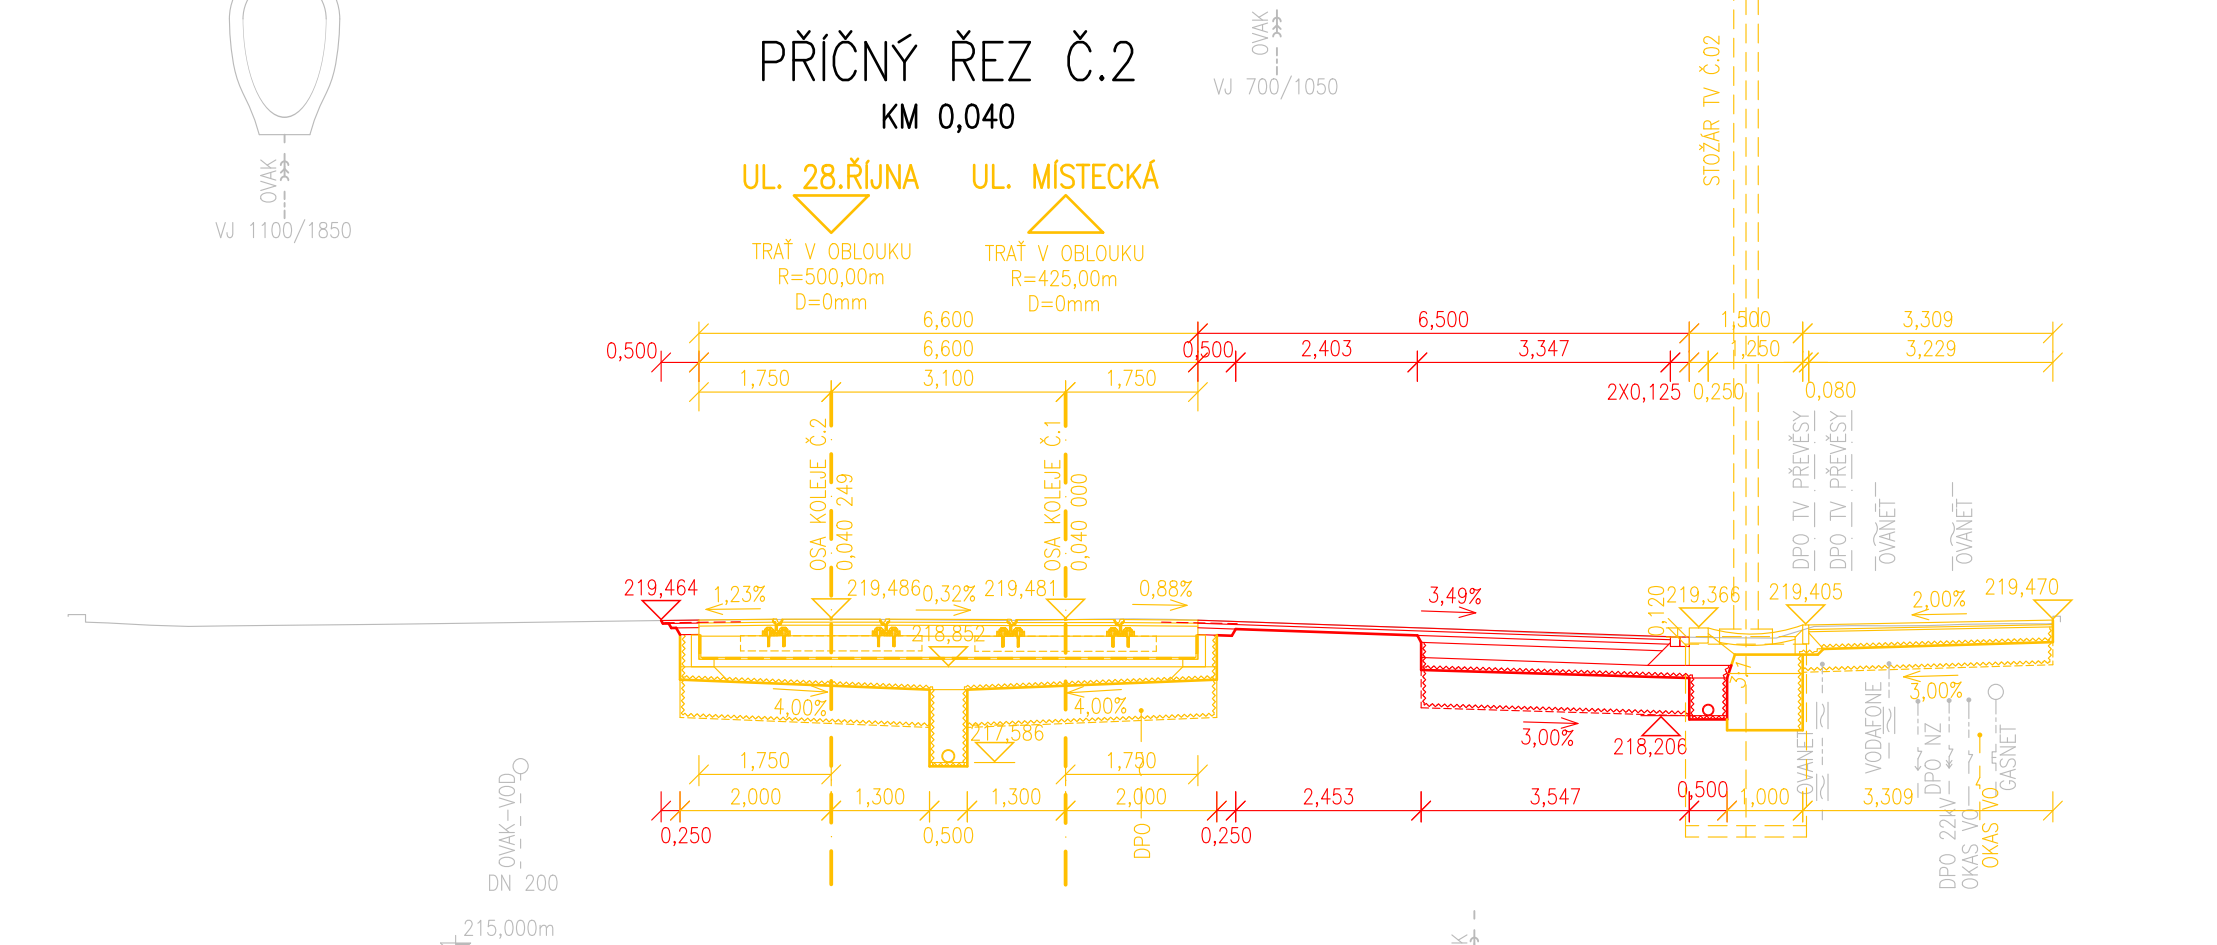 PŘÍČNÝ ŘEZ Č.2
KM 0,040
OVAK
VJ 700/1050
OVAK
VJ 1100/1850
STOŽÁR TV Č.02
UL. 28.ŘÍJNA
UL. MÍSTECKÁ
TRAŤ V OBLOUKU
R=500,00m
D=0mm
TRAŤ V OBLOUKU
R=425,00m
D=0mm
6,600
6,500
1,500
3,309
0,500
6,600
0,500
2,403
3,347
1,250
3,229
1,750
3,100
1,750
2X0,125
0,250
0,080
OSA KOLEJE Č.2
0,040 249
OSA KOLEJE Č.1
0,040 000
DPO TV PŘEVĚSY
DPO TV PŘEVĚSY
OVANET
OVANET
219,464
1,23%
219,486
0,32%
219,481
0,88%
3,49%
0,120
219,366
219,405
2,00%
219,470
218,852
3:1
4,00%
4,00%
217,586
3,00%
218,206
3,00%
OVANET
VODAFONE
DPO NZ
GASNET
1,750
1,750
2,000
1,300
1,300
2,000
2,453
3,547
0,500
1,000
3,309
0,250
0,500
DPO
0,250
DPO 22kV
OKAS VO
OKAS VO
OVAK-VOD
DN 200
215,000m
K